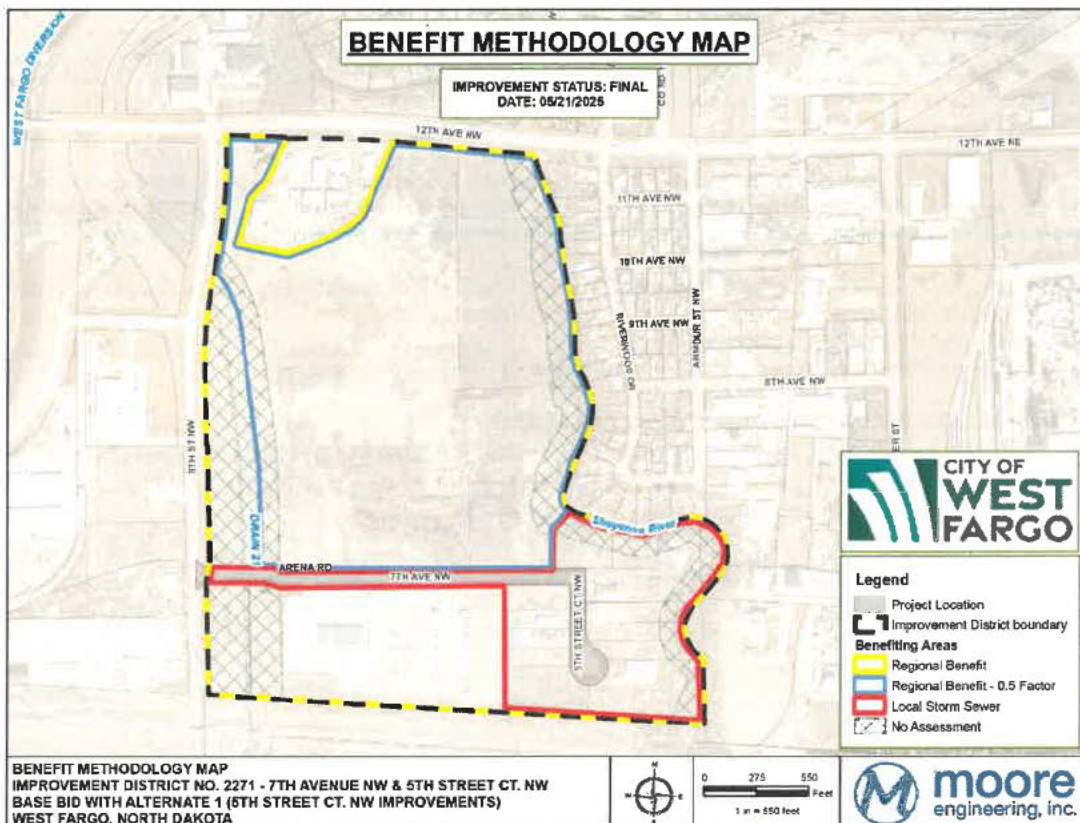 WEST FARGO DIVERSION
BENEFIT METHODOLOGY MAP
IMPROVEMENT STATUS: FINAL
DATE: 05/21/2025
CO RD
12TH AVE NW
12TH AVE NE
11TH AVE NW
10TH AVE NW
9TH AVE NW
RIVERWOOD DR
ARMOUR ST NW
8TH AVE NW
9TH ST NW
ER ST
DRAIN 21
Sheyenne River
ARENA RD
7TH AVE NW
5TH STREET CT. NW
CITY OF
WEST
FARGO
Legend
Project Location
Improvement District boundary
Benefiting Areas
Regional Benefit
Regional Benefit - 0.5 Factor
Local Storm Sewer
No Assessment
BENEFIT METHODOLOGY MAP
IMPROVEMENT DISTRICT NO. 2271 - 7TH AVENUE NW & 5TH STREET CT. NW
BASE BID WITH ALTERNATE 1 (5TH STREET CT. NW IMPROVEMENTS)
WEST FARGO, NORTH DAKOTA
N
W E
S
0 275 550
Feet
1 in = 550 feet
M
moore
engineering, inc.